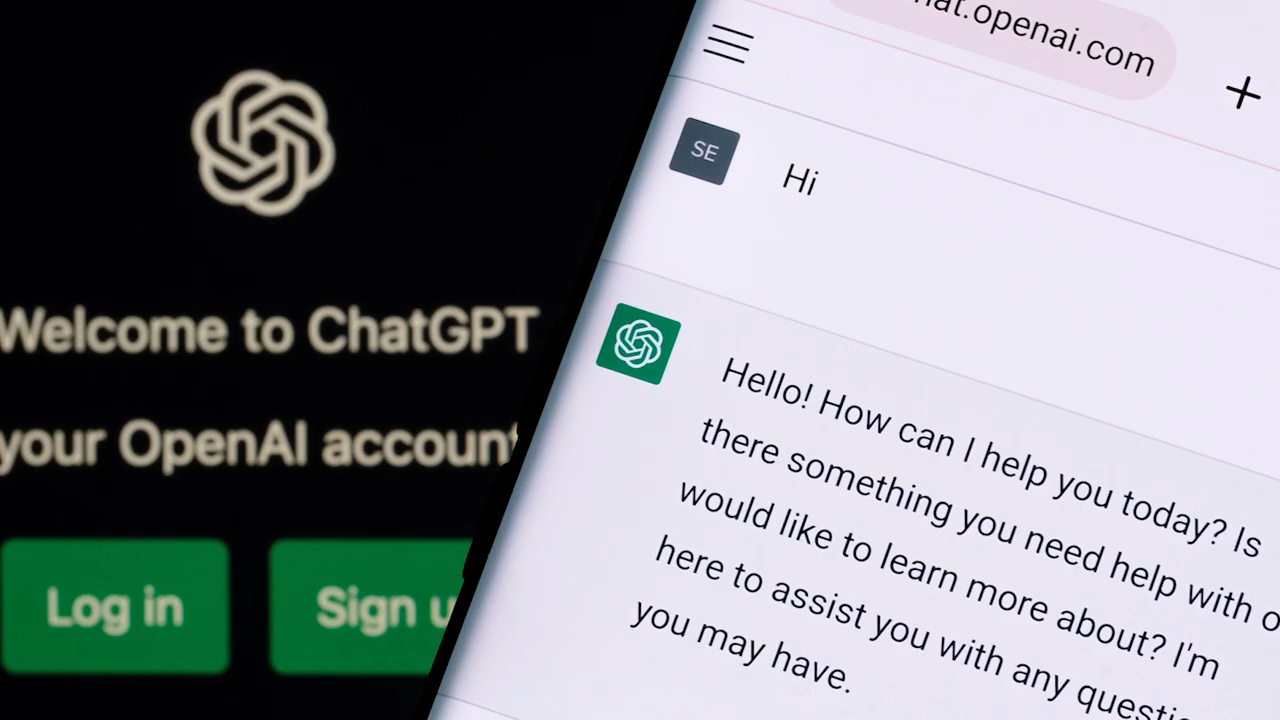 Welcome to ChatGPT
your OpenAI account
Log in
Sign u
hat.openai.com
SE
Hi
Hello! How can I help you today? Is
there something you need help with o
would like to learn more about? I'm
here to assist you with any questio
you may have.